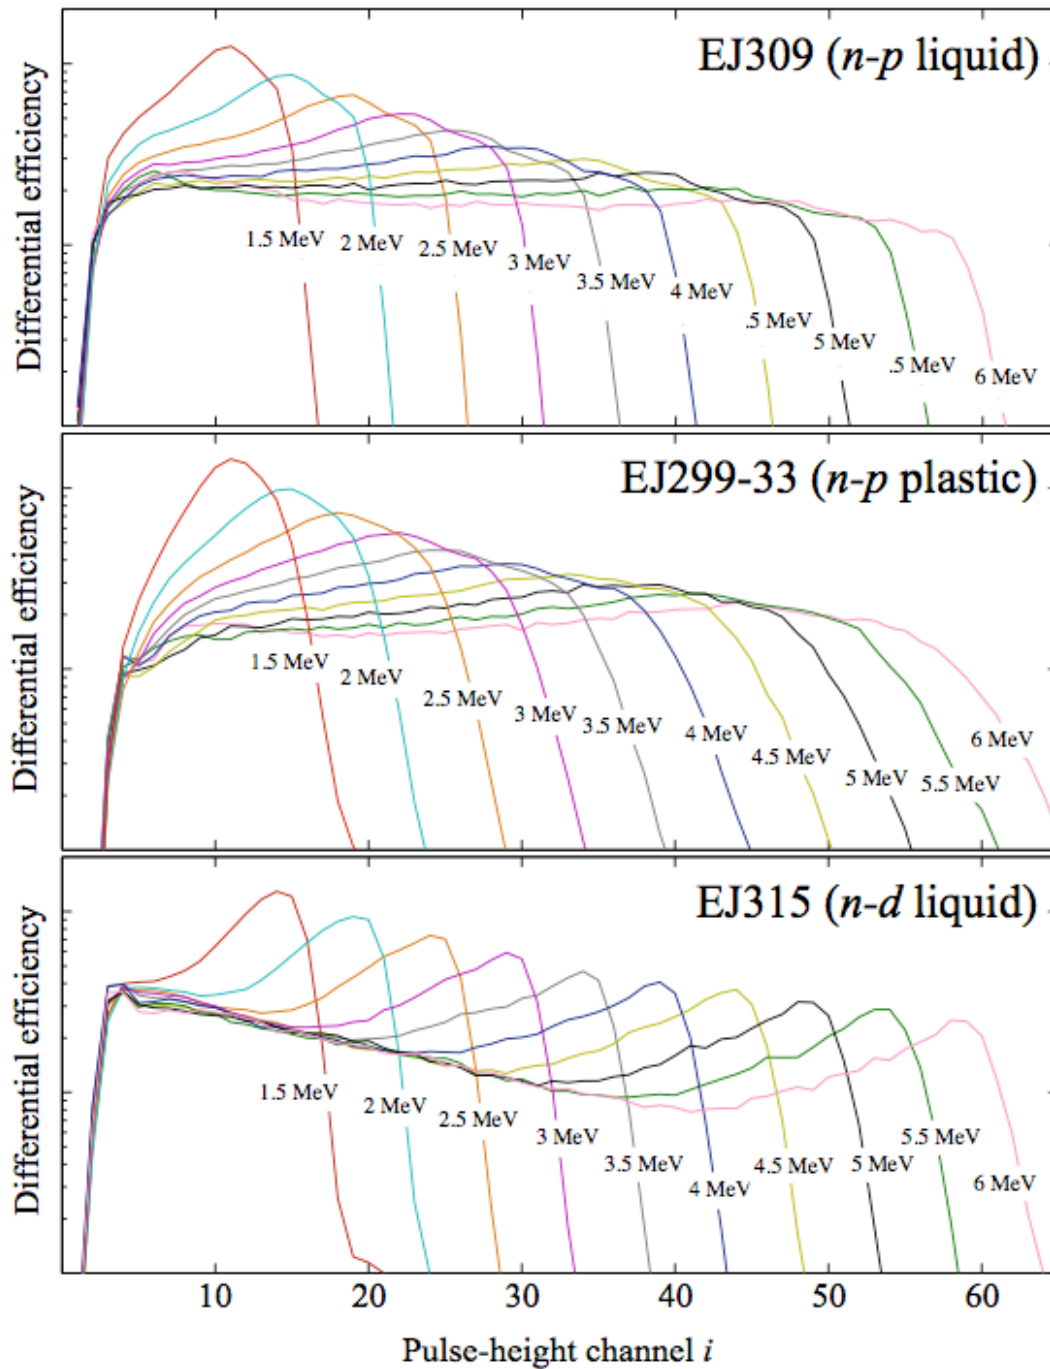 EJ309 (n-p liquid)
Differential efficiency
1.5 MeV
2 MeV
2.5 MeV
3 MeV
3.5 MeV
4 MeV
.5 MeV
5 MeV
.5 MeV
6 MeV
EJ299-33 (n-p plastic)
Differential efficiency
1.5 MeV
2 MeV
2.5 MeV
3 MeV
3.5 MeV
4 MeV
4.5 MeV
5 MeV
5.5 MeV
6 MeV
EJ315 (n-d liquid)
Differential efficiency
1.5 MeV
2 MeV
2.5 MeV
3 MeV
3.5 MeV
4 MeV
4.5 MeV
5 MeV
5.5 MeV
6 MeV
10 20 30 40 50 60
Pulse-height channel i